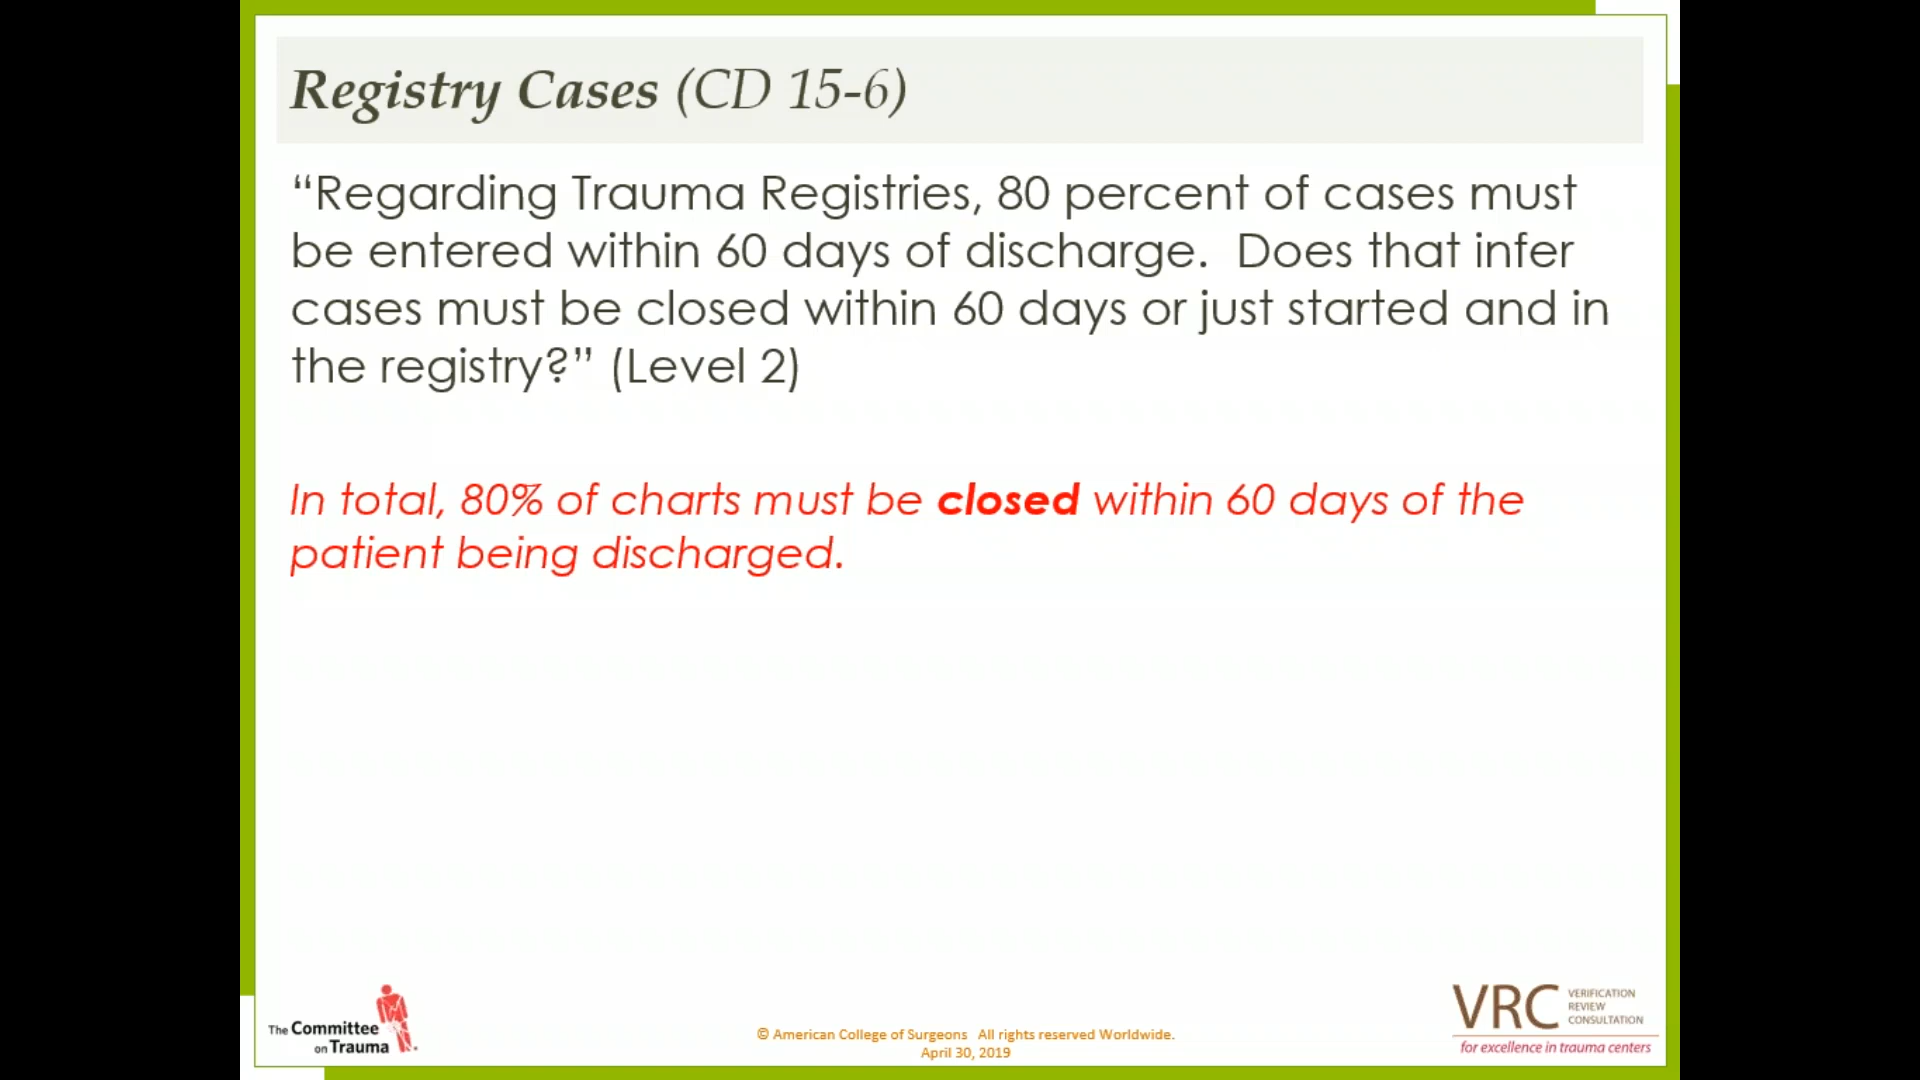 Registry Cases (CD 15-6)
“Regarding Trauma Registries, 80 percent of cases must
be entered within 60 days of discharge.  Does that infer
cases must be closed within 60 days or just started and in
the registry?” (Level 2)
In total, 80% of charts must be closed within 60 days of the
patient being discharged.
The Committee
on Trauma
© American College of Surgeons   All rights reserved Worldwide.
April 30, 2019
VRC VERIFICATION
REVIEW
CONSULTATION
for excellence in trauma centers